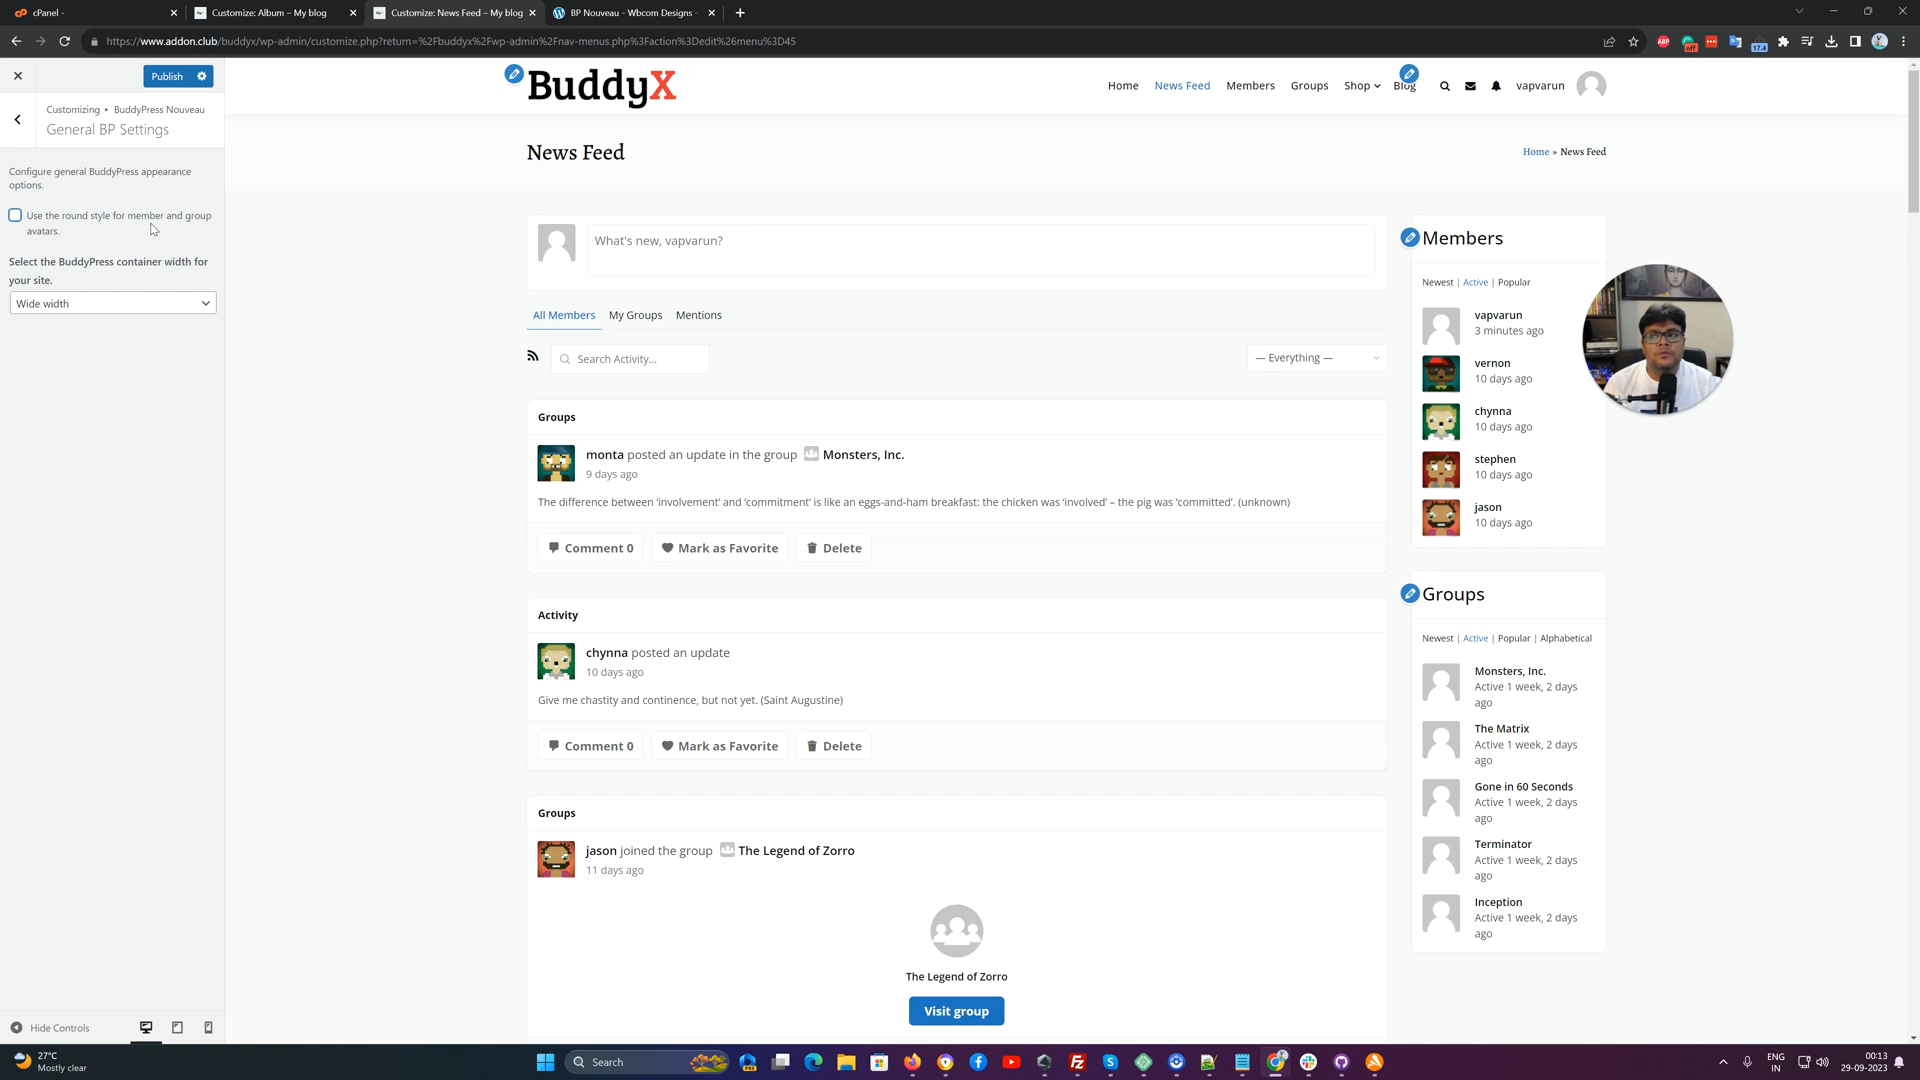 cPanel -
Customize: Album – My blog
Customize: News Feed – My blog
BP Nouveau - Wbcom Designs -
https://www.addon.club/buddyx/wp-admin/customize.php?return=%2Fbuddyx%2Fwp-admin%2Fnav-menus.php%3Faction%3Dedit%26menu%3D45
ABP
off
17.4
Publish
Customizing ▸ BuddyPress Nouveau
General BP Settings
Configure general BuddyPress appearance
options.
Use the round style for member and group
avatars.
Select the BuddyPress container width for
your site.
Wide width
Hide Controls
BuddyX
Home
News Feed
Members
Groups
Shop
Blog
vapvarun
News Feed
Home » News Feed
What's new, vapvarun?
All Members
My Groups
Mentions
Search Activity...
— Everything —
Groups
monta posted an update in the group Monsters, Inc.
9 days ago
The difference between ‘involvement’ and ‘commitment’ is like an eggs-and-ham breakfast: the chicken was ‘involved’ – the pig was ‘committed’. (unknown)
Comment 0
Mark as Favorite
Delete
Activity
chynna posted an update
10 days ago
Give me chastity and continence, but not yet. (Saint Augustine)
Comment 0
Mark as Favorite
Delete
Groups
jason joined the group The Legend of Zorro
11 days ago
The Legend of Zorro
Visit group
Members
Newest | Active | Popular
vapvarun
3 minutes ago
vernon
10 days ago
chynna
10 days ago
stephen
10 days ago
jason
10 days ago
Groups
Newest | Active | Popular | Alphabetical
Monsters, Inc.
Active 1 week, 2 days
ago
The Matrix
Active 1 week, 2 days
ago
Gone in 60 Seconds
Active 1 week, 2 days
ago
Terminator
Active 1 week, 2 days
ago
Inception
Active 1 week, 2 days
ago
27°C
Mostly clear
Search
PRE
ENG
IN
00:13
29-09-2023